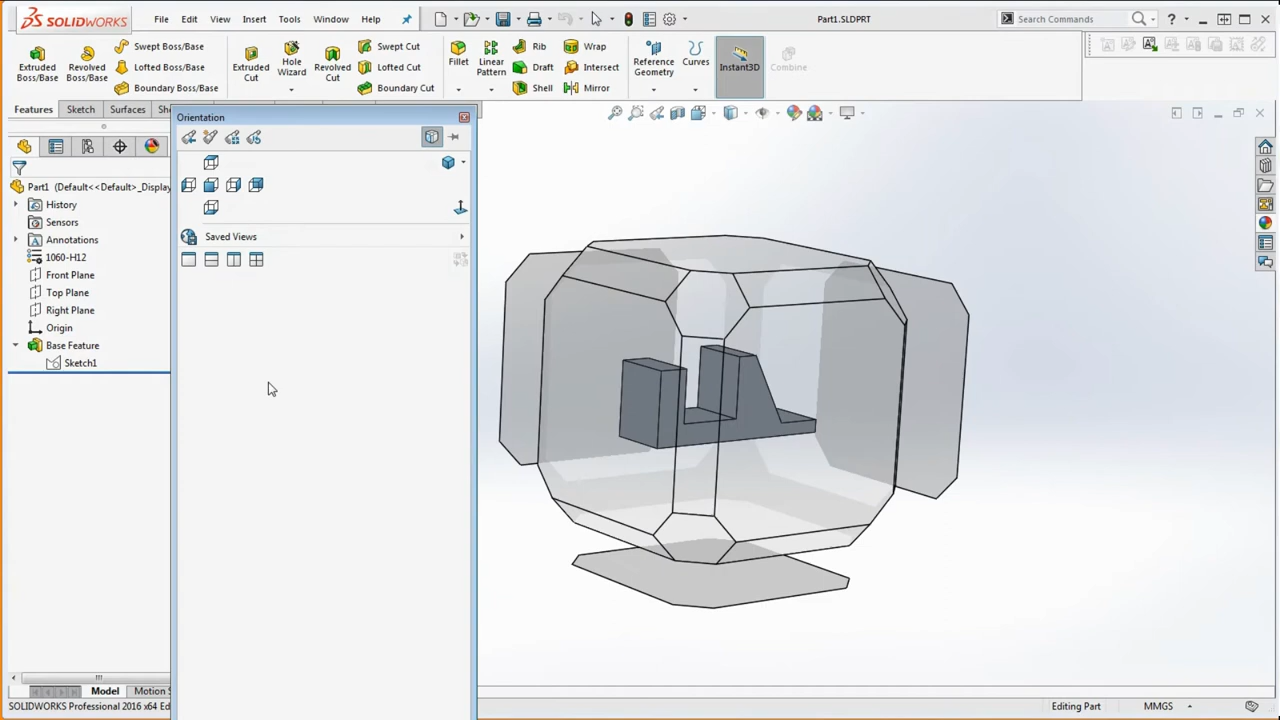 SOLIDWORKS File Edit View Insert Tools Window Help Part1.SLDPRT Search Commands
Extruded Boss/Base
Revolved Boss/Base
Swept Boss/Base
Lofted Boss/Base
Boundary Boss/Base
Extruded Cut
Hole Wizard
Revolved Cut
Swept Cut
Lofted Cut
Boundary Cut
Fillet
Linear Pattern
Rib
Draft
Shell
Wrap
Intersect
Mirror
Reference Geometry
Curves
Instant3D
Combine
Features Sketch Surfaces
Orientation
Saved Views
Part1 (Default<<Default>_Display
History
Sensors
Annotations
1060-H12
Front Plane
Top Plane
Right Plane
Origin
Base Feature
Sketch1
Model Motion
SOLIDWORKS Professional 2016 x64 Editing Part MMGS